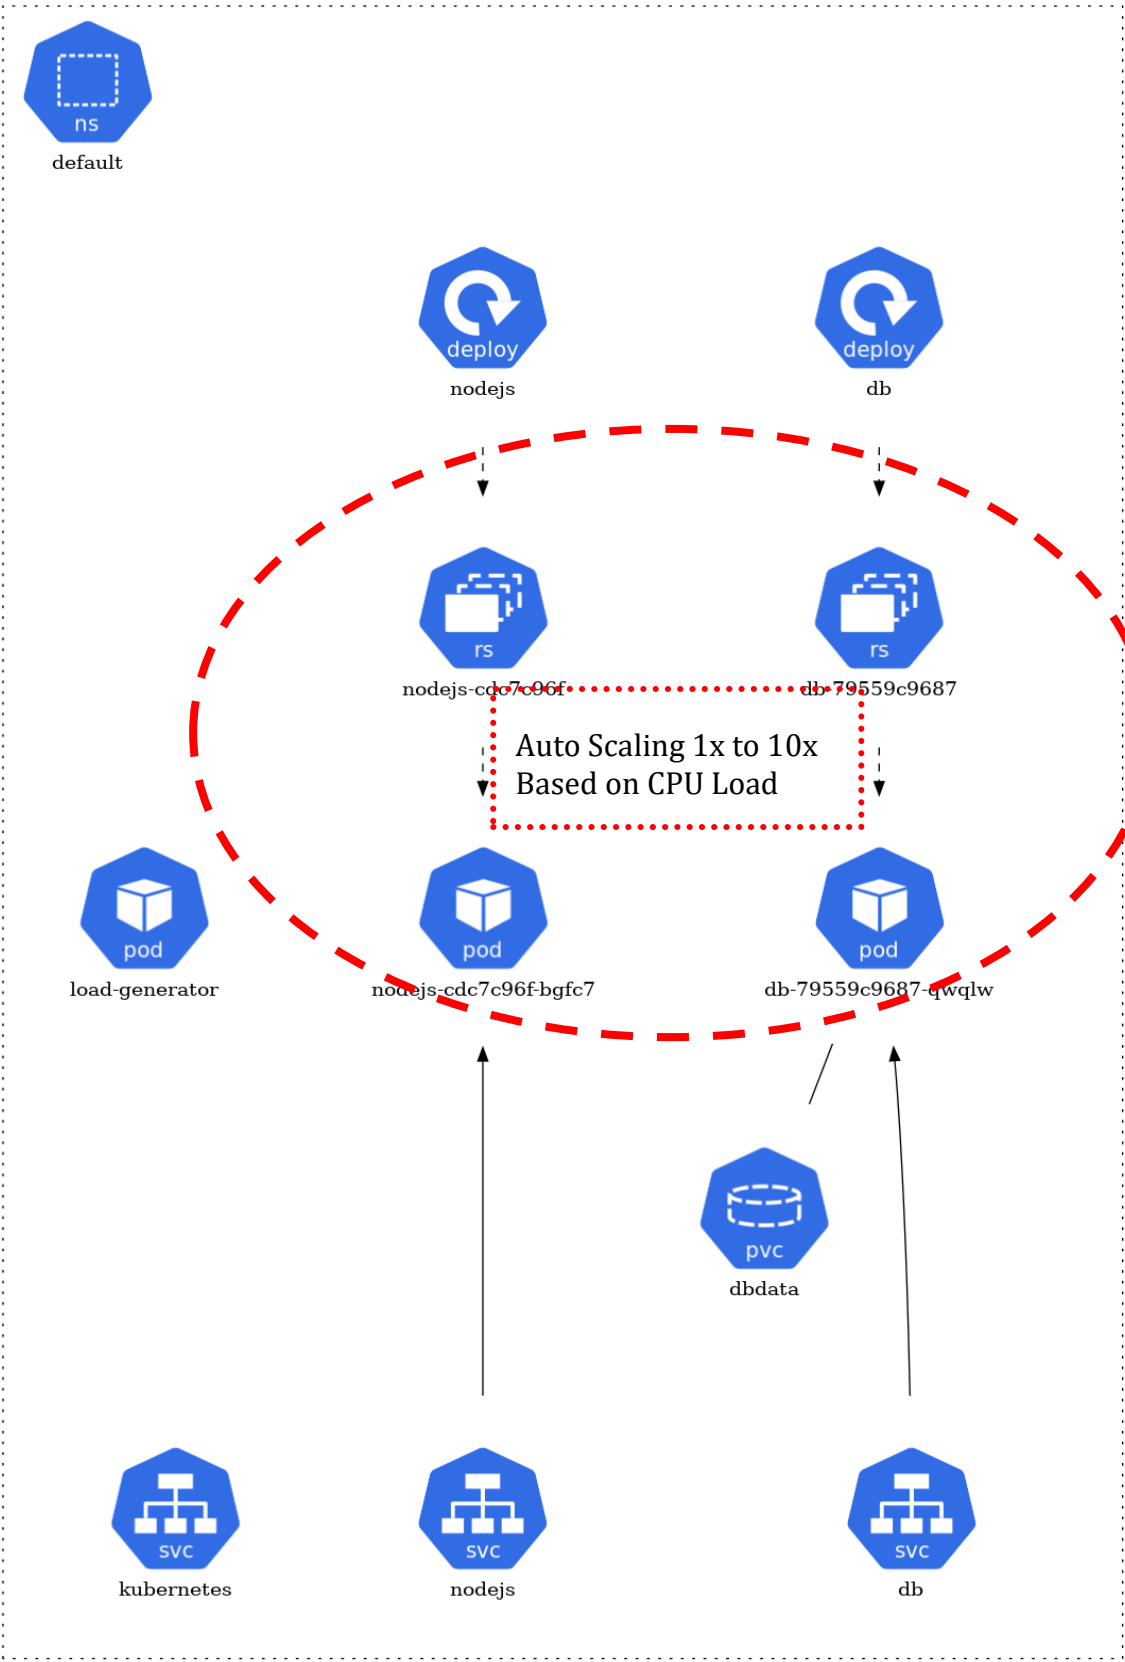 ns
default
deploy
nodejs
deploy
db
rs
nodejs-cdc7c96f
rs
db-79559c9687
Auto Scaling 1x to 10x
Based on CPU Load
pod
load-generator
pod
nodejs-cdc7c96f-bgfc7
pod
db-79559c9687-qwqlw
pvc
dbdata
svc
kubernetes
svc
nodejs
svc
db